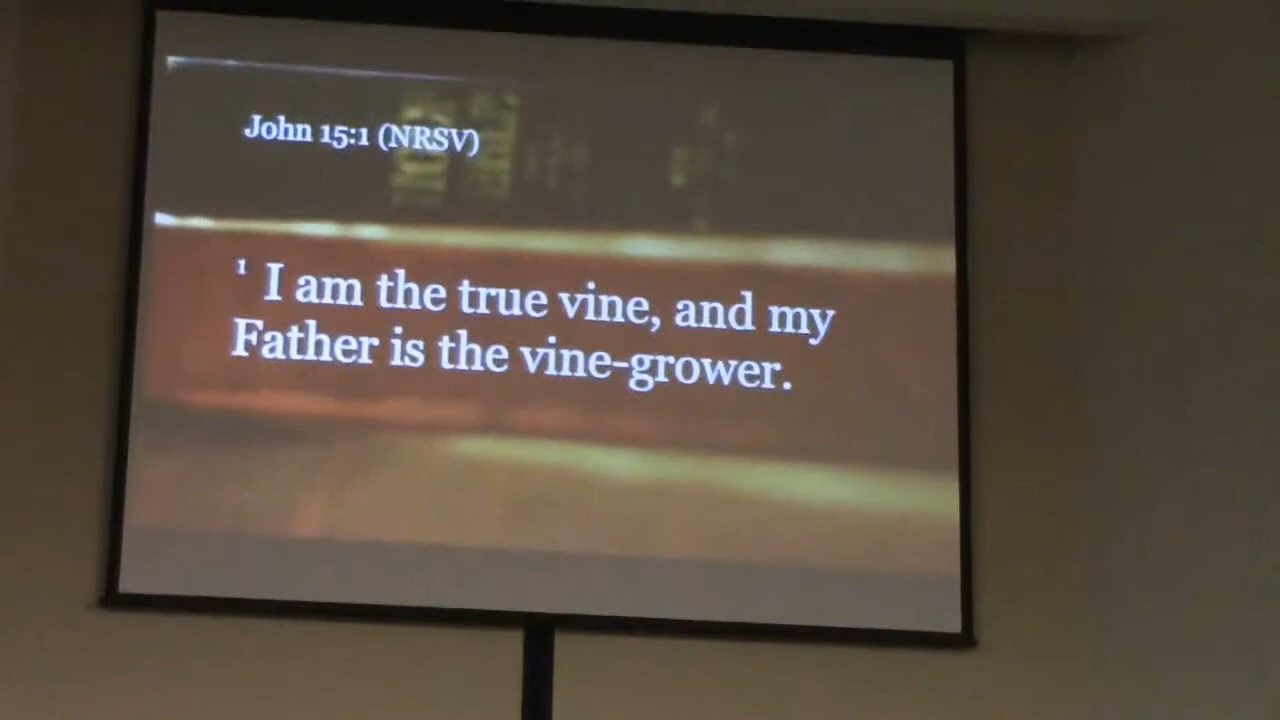 John 15:1 (NRSV)
1 I am the true vine, and my
Father is the vine-grower.